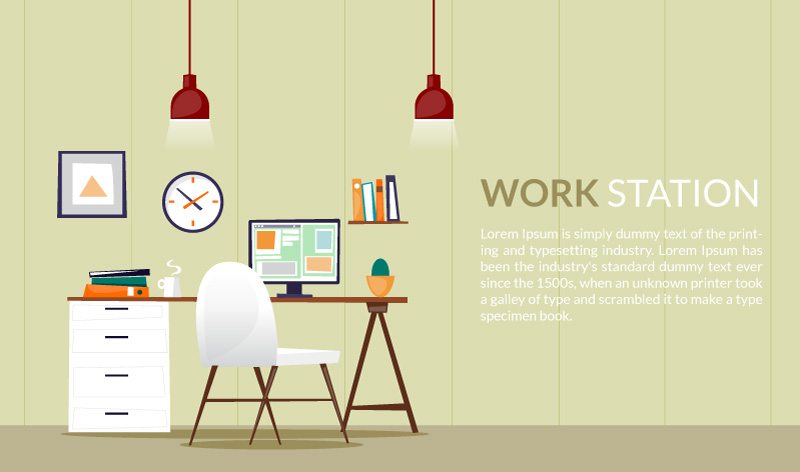 WORK STATION
Lorem Ipsum is simply dummy text of the print-
ing and typesetting industry. Lorem Ipsum has
been the industry's standard dummy text ever
since the 1500s, when an unknown printer took
a galley of type and scrambled it to make a type
specimen book.